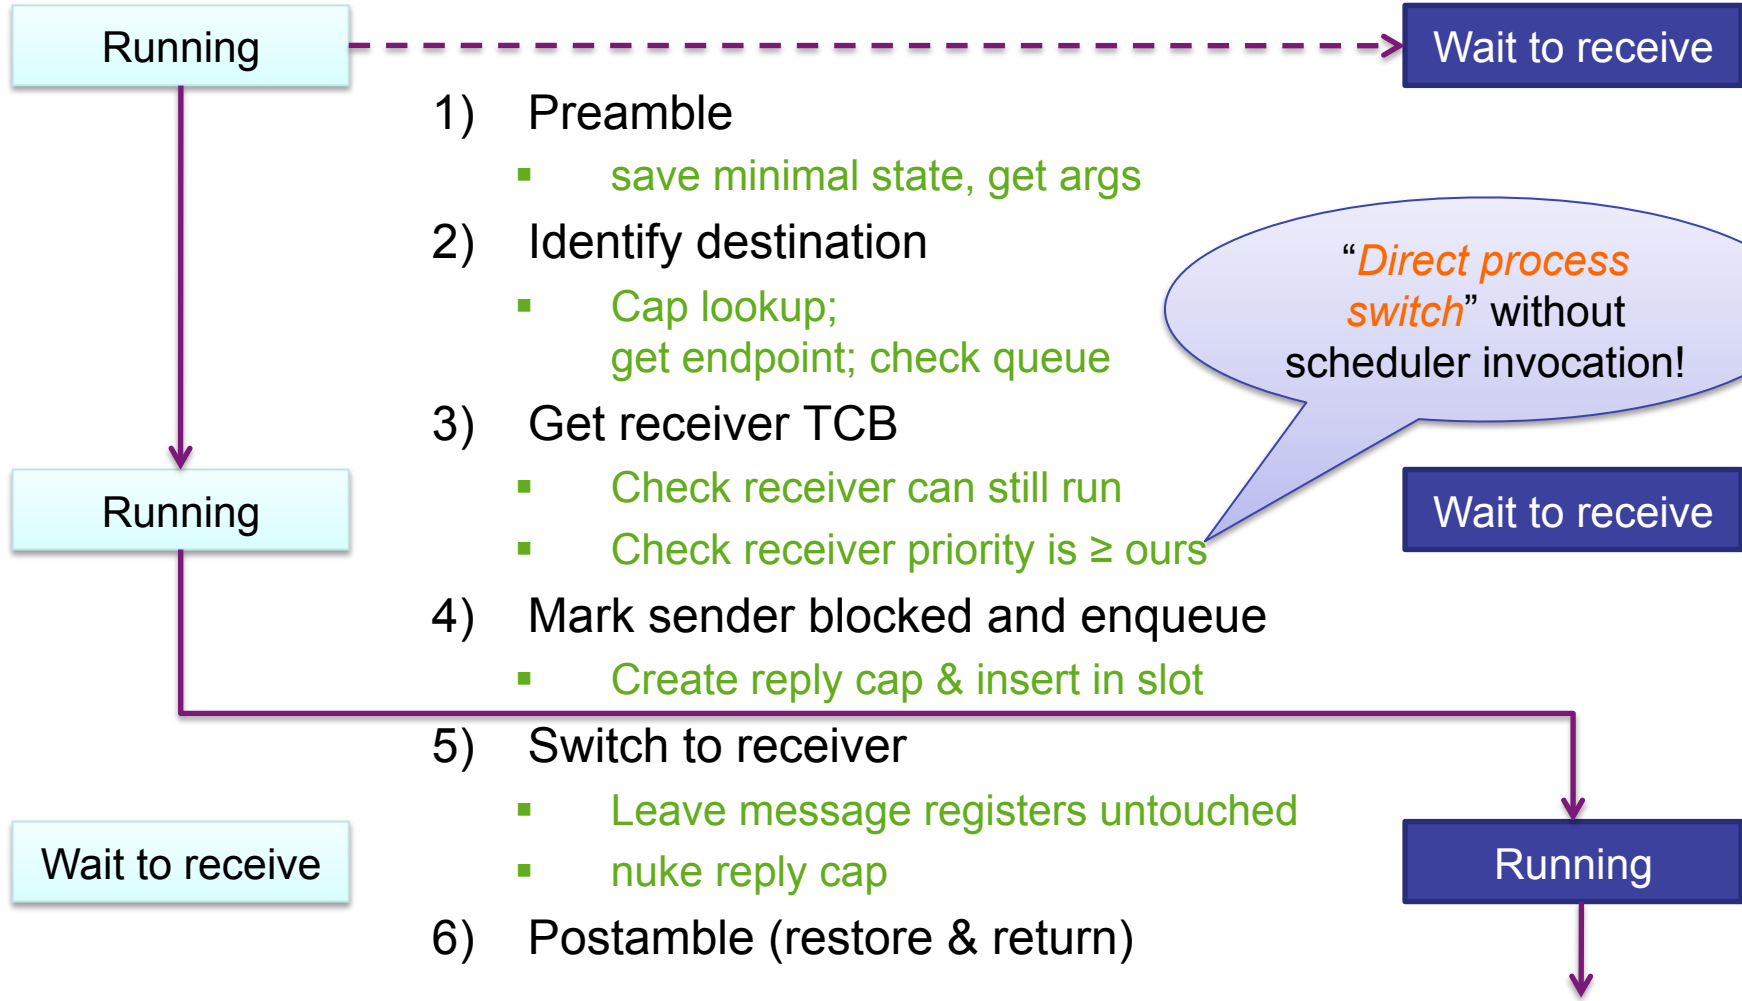 Running
Wait to receive
1) Preamble
▪ save minimal state, get args
2) Identify destination
▪ Cap lookup;
get endpoint; check queue
“Direct process
switch” without
scheduler invocation!
3) Get receiver TCB
▪ Check receiver can still run
▪ Check receiver priority is ≥ ours
Running
Wait to receive
4) Mark sender blocked and enqueue
▪ Create reply cap & insert in slot
5) Switch to receiver
▪ Leave message registers untouched
▪ nuke reply cap
Wait to receive
Running
6) Postamble (restore & return)